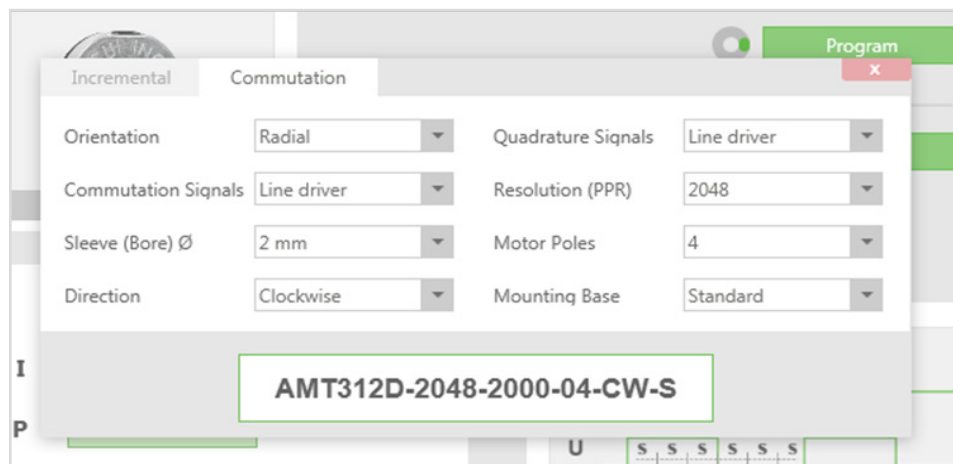 Program
Incremental
Commutation
x
Orientation
Radial
Quadrature Signals
Line driver
Commutation Signals
Line driver
Resolution (PPR)
2048
Sleeve (Bore) Ø
2 mm
Motor Poles
4
Direction
Clockwise
Mounting Base
Standard
AMT312D-2048-2000-04-CW-S
I
P
U
S S S S S S